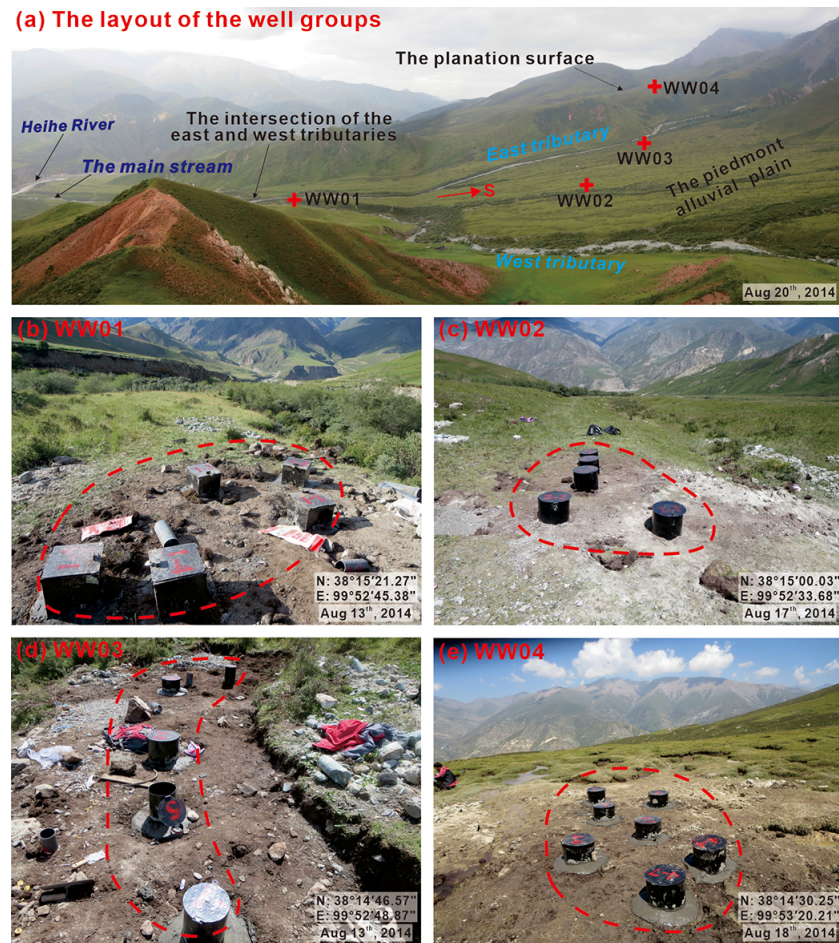 (a) The layout of the well groups
The planation surface
WW04
The intersection of the
east and west tributaries
Heihe River
East tributary
WW03
The main stream
The piedmont
alluvial plain
S
WW01
WW02
West tributary
Aug 20th, 2014
(b) WW01
N: 38°15'21.27"
E: 99°52'45.38"
Aug 13th, 2014
(c) WW02
N: 38°15'00.03"
E: 99°52'33.68"
Aug 17th, 2014
(d) WW03
5
N: 38°14'46.57"
E: 99°52'48.87"
Aug 13th, 2014
(e) WW04
N: 38°14'30.25"
E: 99°53'20.21"
Aug 18th, 2014